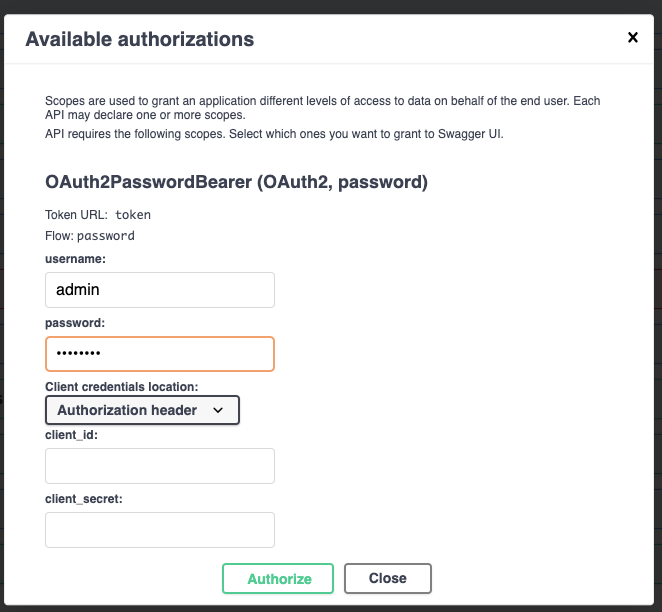 Available authorizations
Scopes are used to grant an application different levels of access to data on behalf of the end user. Each
API may declare one or more scopes.
API requires the following scopes. Select which ones you want to grant to Swagger UI.
OAuth2PasswordBearer (OAuth2, password)
Token URL: token
Flow: password
username:
admin
password:
••••••••
Client credentials location:
Authorization header
client_id:
client_secret:
Authorize Close